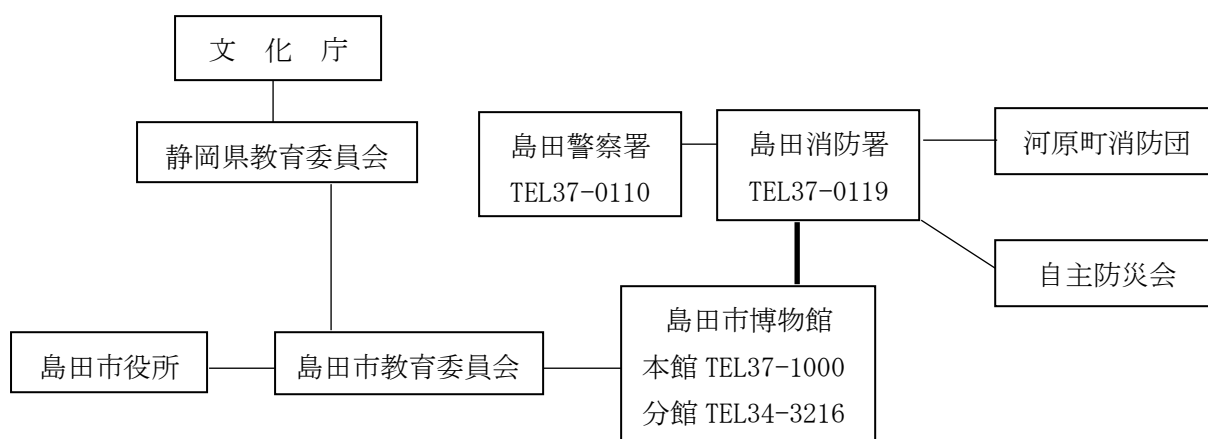 文 化 庁
静岡県教育委員会
島田警察署
TEL37-0110
島田消防署
TEL37-0119
河原町消防団
自主防災会
島田市博物館
本館 TEL37-1000
分館 TEL34-3216
島田市役所
島田市教育委員会